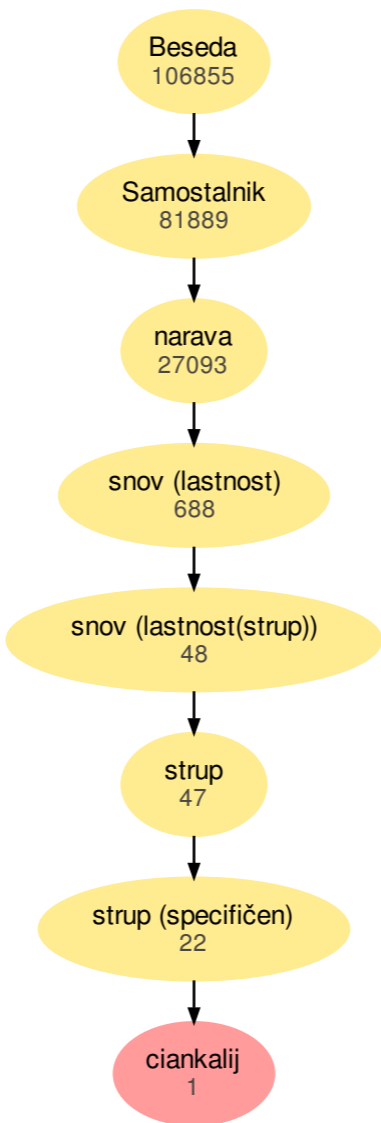 Beseda
106855
Samostalnik
81889
narava
27093
snov (lastnost)
688
snov (lastnost(strup))
48
strup
47
strup (specifičen)
22
ciankalij
1